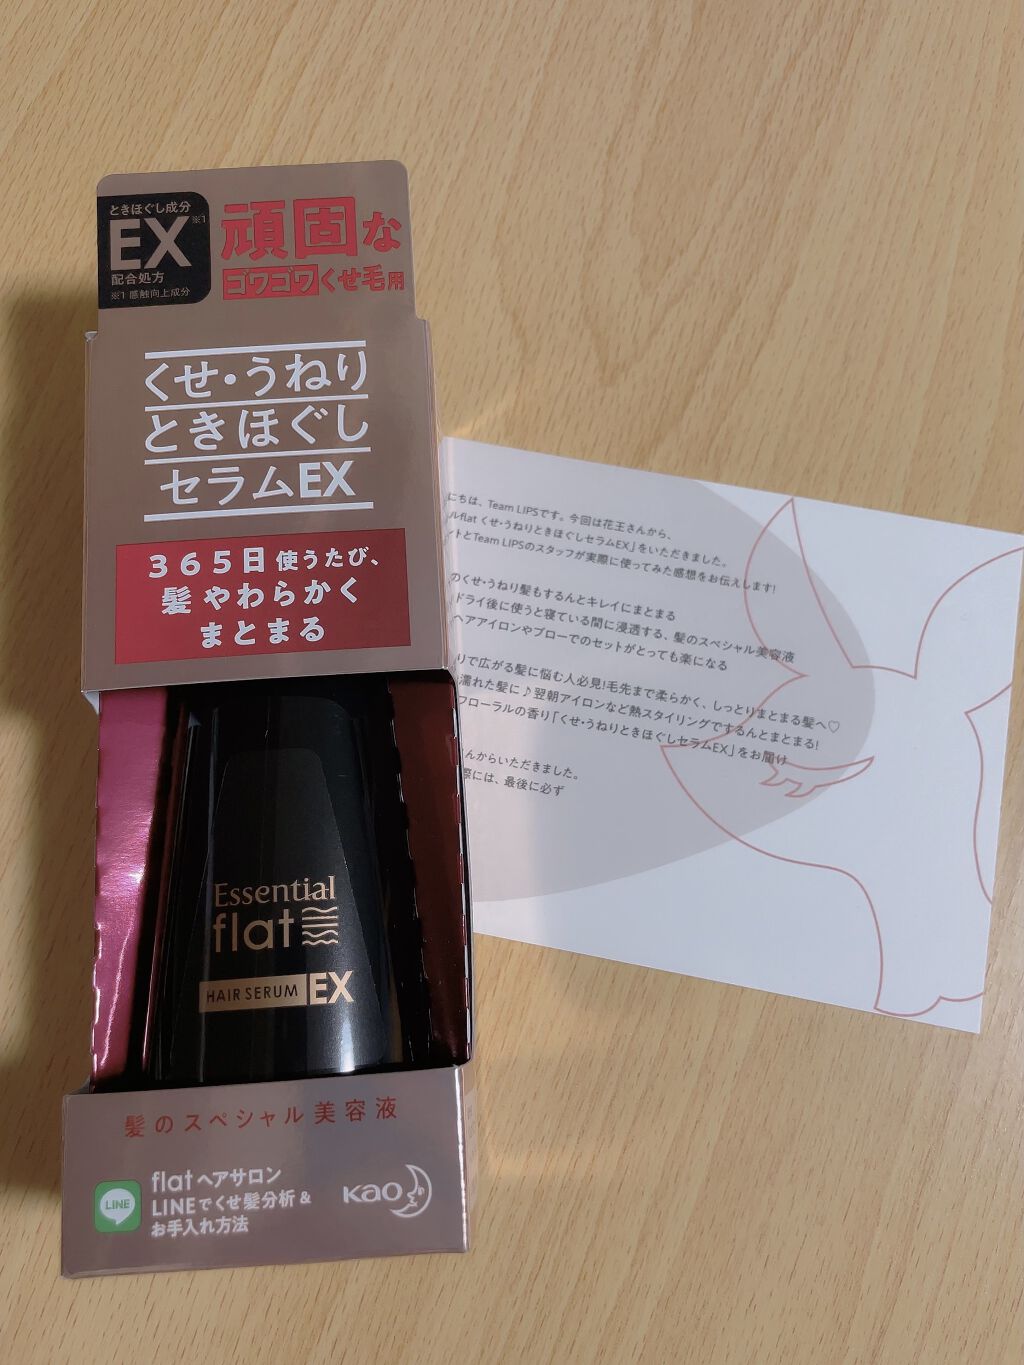 ときほぐし成分
EX※1
配合処方
※1 感触向上成分
頑固な
ゴワゴワくせ毛用
くせ・うねり
ときほぐし
セラムEX
365日使うたび、
髪やわらかく
まとまる
Essential
flat
HAIR SERUM EX
髪のスペシャル美容液
LINE
flatヘアサロン
LINEでくせ髪分析&
お手入れ方法
Kao
にちは、Team LIPSです。今回は花王さんから、
ルflat くせ・うねりときほぐしセラムEX」をいただきました。
ントとTeam LIPSのスタッフが実際に使ってみた感想をお伝えします!
のくせ・うねり髪もするんとキレイにまとまる
ドライ後に使うと寝ている間に浸透する、髪のスペシャル美容液
ヘアアイロンやブローでのセットがとっても楽になる
りで広がる髪に悩む人必見!毛先まで柔らかく、しっとりまとまる髪へ♡
濡れた髪に♪翌朝アイロンなど熱スタイリングでするんとまとまる!
フローラルの香り「くせ・うねりときほぐしセラムEX」をお届け
んからいただきました。
際には、最後に必ず